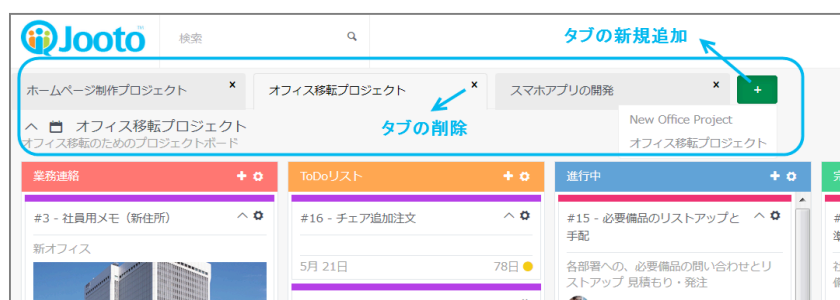 Jooto
検索
タブの新規追加
ホームページ制作プロジェクト x
オフィス移転プロジェクト x
スマホアプリの開発 x
+
タブの削除
New Office Project
オフィス移転プロジェクト
オフィス移転プロジェクト
オフィス移転のためのプロジェクトボード
業務連絡
ToDoリスト
進行中
#3 - 社員用メモ（新住所）
新オフィス
#16 - チェア追加注文
5月 21日
78日
#15 - 必要備品のリストアップと
手配
各部署への、必要備品の問い合わせとリ
ストアップ 見積もり・発注